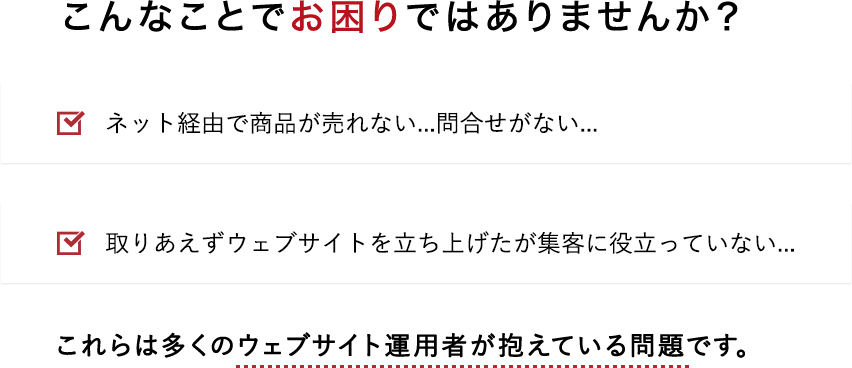 こんなことでお困りではありませんか？
ネット経由で商品が売れない...問合せがない...
取りあえずウェブサイトを立ち上げたが集客に役立っていない...
これらは多くのウェブサイト運用者が抱えている問題です。